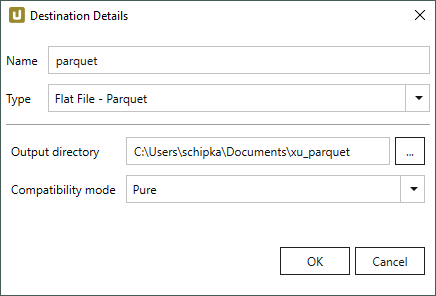 Destination Details
Name parquet
Type Flat File - Parquet
Output directory C:\Users\schipka\Documents\xu_parquet ...
Compatibility mode Pure
OK Cancel